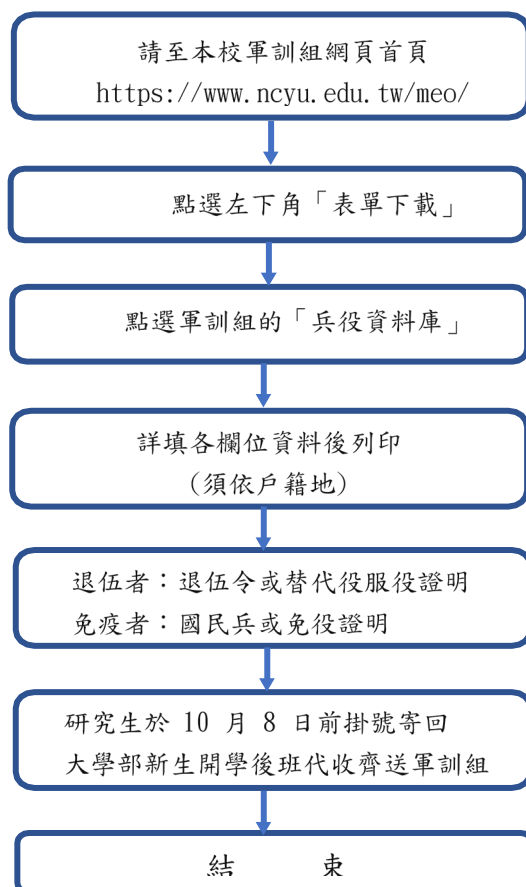 請至本校軍訓組網頁首頁
https://www.ncyu.edu.tw/meo/
點選左下角「表單下載」
點選軍訓組的「兵役資料庫」
詳填各欄位資料後列印
(須依戶籍地)
退伍者：退伍令或替代役服役證明
免疫者：國民兵或免役證明
研究生於 10 月 8 日前掛號寄回
大學部新生開學後班代收齊送軍訓組
結 束